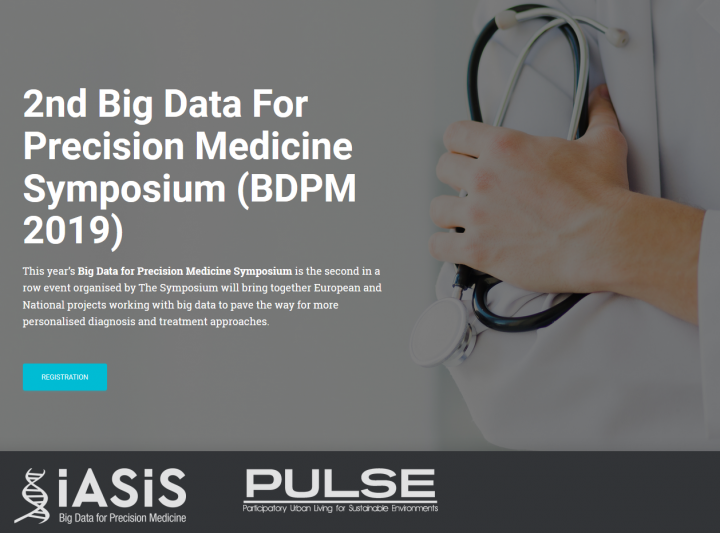 2nd Big Data For
Precision Medicine
Symposium (BDPM
2019)
This year's Big Data for Precision Medicine Symposium is the second in a
row event organised by The Symposium will bring together European and
National projects working with big data to pave the way for more
personalised diagnosis and treatment approaches.
REGISTRATION
iASiS
Big Data for Precision Medicine
PULSE
Participatory Urban Living for Sustainable Environments